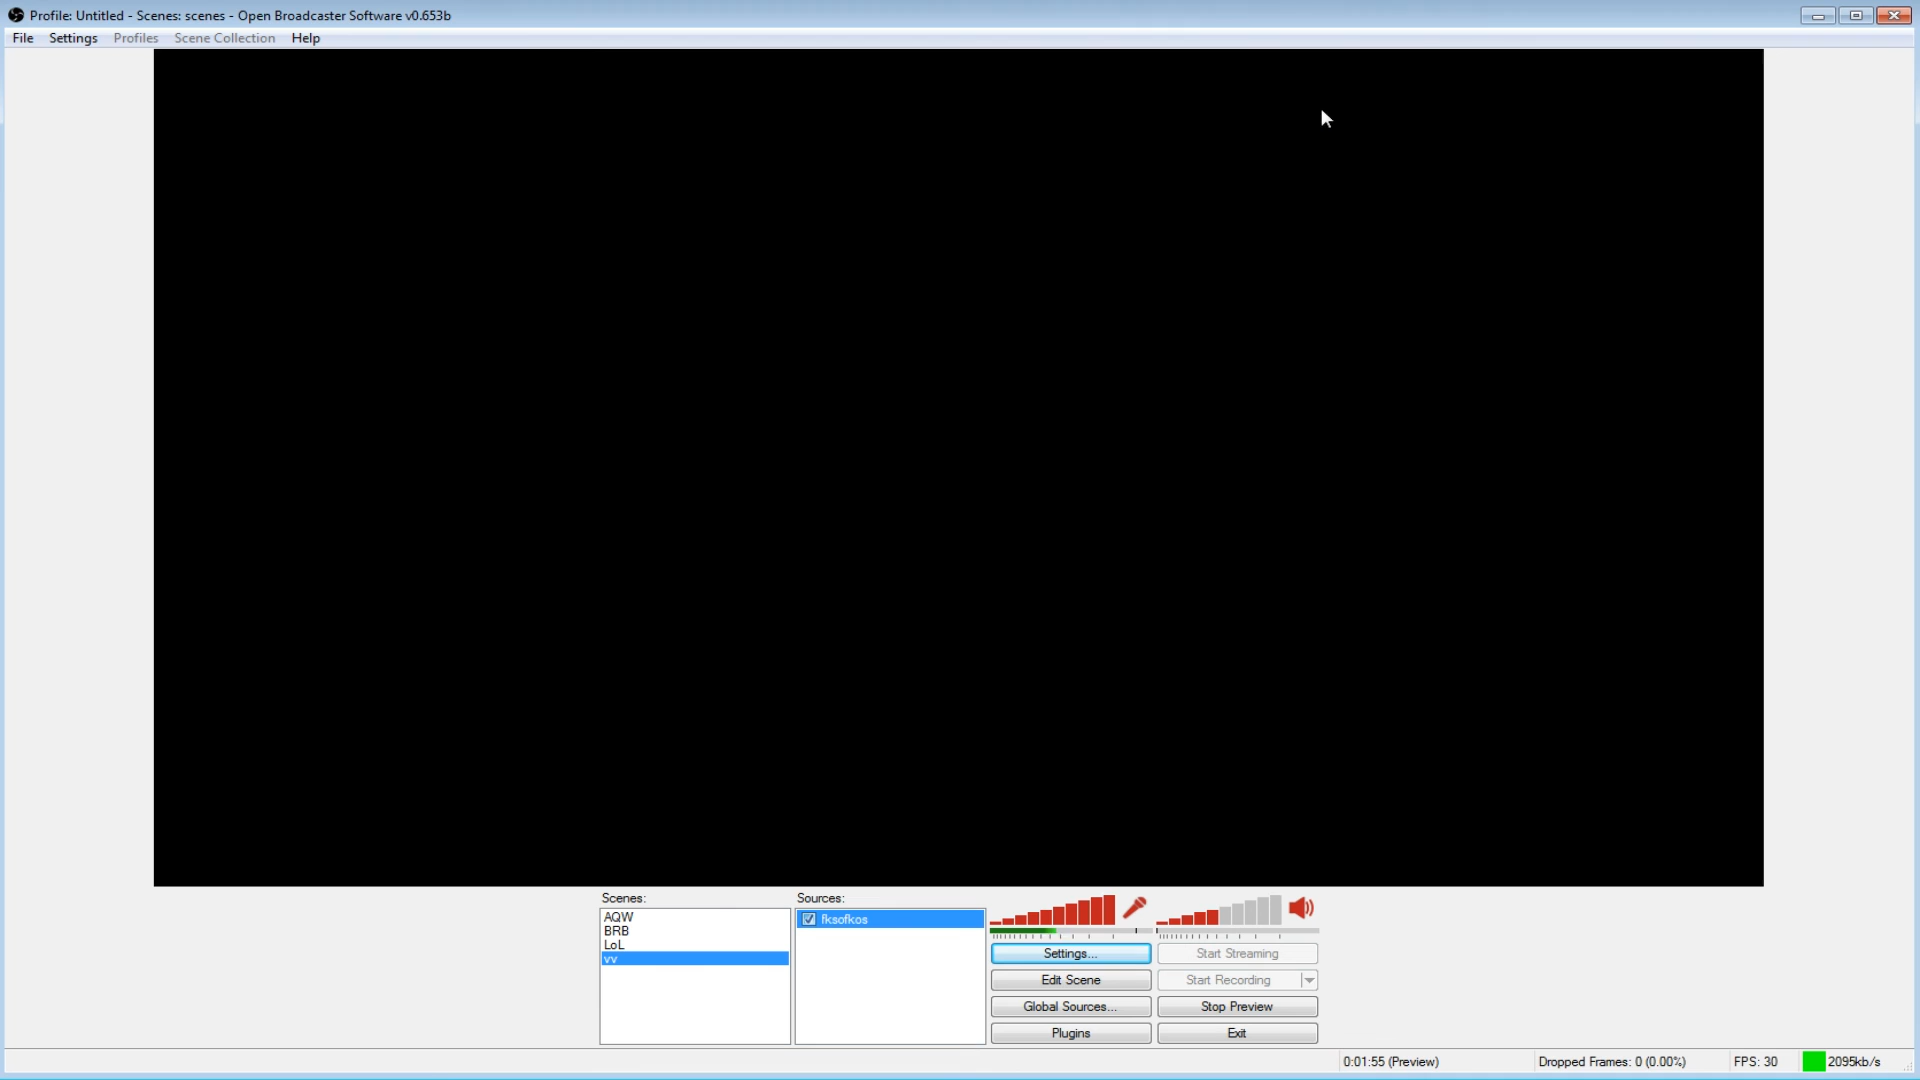 Profile: Untitled - Scenes: scenes - Open Broadcaster Software v0.653b
File Settings Profiles Scene Collection Help
Scenes:
AQW
BRB
LoL
vv
Sources:
fksofkos
Settings...
Start Streaming
Edit Scene
Start Recording
Global Sources...
Stop Preview
Plugins
Exit
0:01:55 (Preview)
Dropped Frames: 0 (0.00%)
FPS: 30
2095kb/s